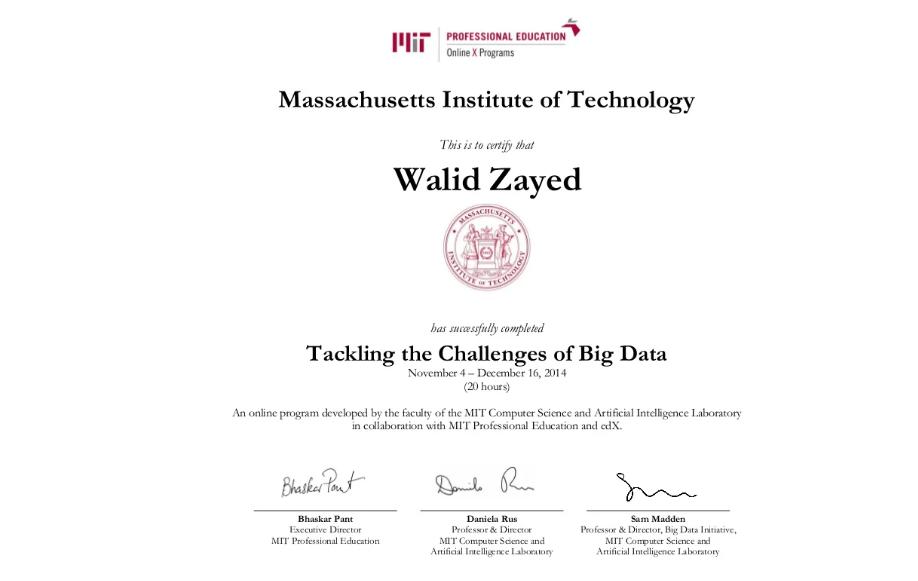 MIT PROFESSIONAL EDUCATION
Online X Programs
Massachusetts Institute of Technology
This is to certify that
Walid Zayed
MASSACHUSETTS
INSTITUTE OF TECHNOLOGY
has successfully completed
Tackling the Challenges of Big Data
November 4 – December 16, 2014
(20 hours)
An online program developed by the faculty of the MIT Computer Science and Artificial Intelligence Laboratory
in collaboration with MIT Professional Education and edX.
Bhaskar Pant
Bhaskar Pant
Executive Director
MIT Professional Education
Daniela Rus
Professor & Director
MIT Computer Science and
Artificial Intelligence Laboratory
Sam Madden
Professor & Director, Big Data Initiative,
MIT Computer Science and
Artificial Intelligence Laboratory